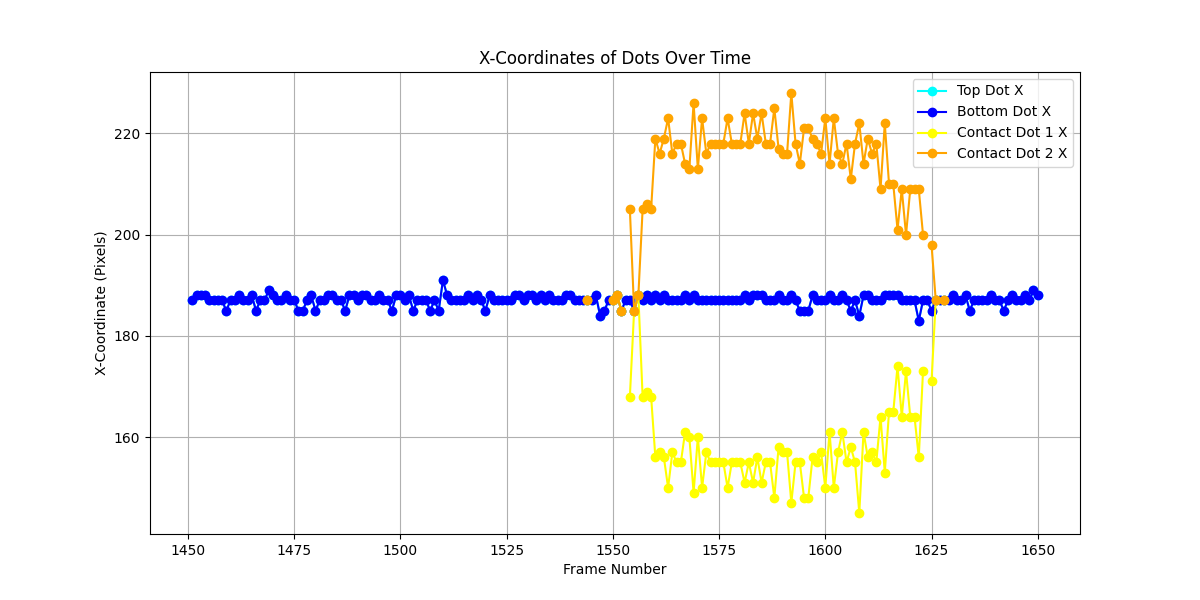 X-Coordinates of Dots Over Time
Top Dot X
Bottom Dot X
Contact Dot 1 X
Contact Dot 2 X
X-Coordinate (Pixels)
220
200
180
160
1450 1475 1500 1525 1550 1575 1600 1625 1650
Frame Number